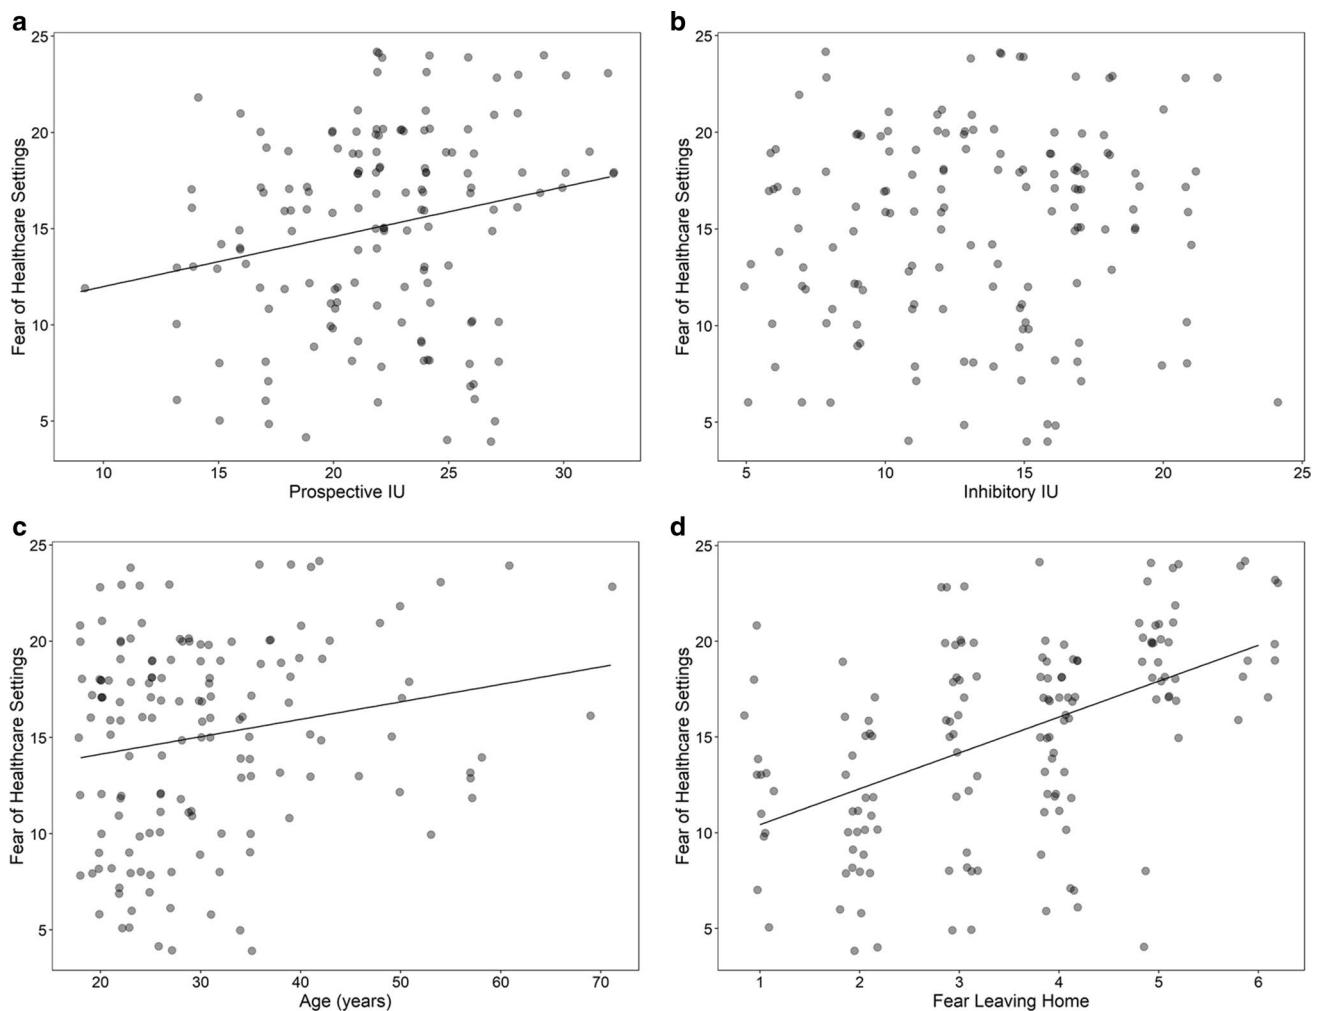 a
25
20
15
10
5
Fear of Healthcare Settings
10 15 20 25 30
Prospective IU
b
25
20
15
10
5
Fear of Healthcare Settings
5 10 15 20 25
Inhibitory IU
c
25
20
15
10
5
Fear of Healthcare Settings
20 30 40 50 60 70
Age (years)
d
25
20
15
10
5
Fear of Healthcare Settings
1 2 3 4 5 6
Fear Leaving Home